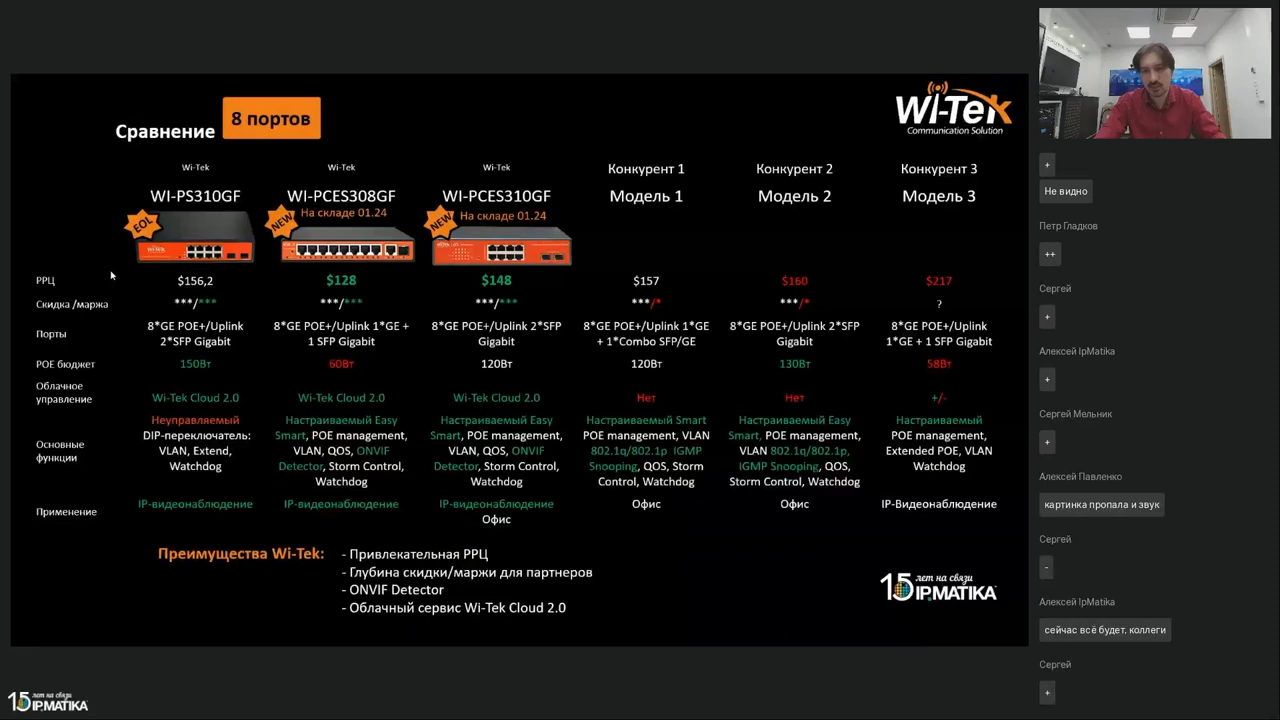 Сравнение
8 портов
Wi-Tek
Communication Solution
Wi-Tek
Wi-Tek
Wi-Tek
Конкурент 1
Конкурент 2
Конкурент 3
WI-PS310GF
WI-PCES308GF
WI-PCES310GF
Модель 1
Модель 2
Модель 3
EOL
NEW
На складе 01.24
NEW
На складе 01.24
РРЦ
$156,2
$128
$148
$157
$160
$217
Скидка /маржа
***/***
***/***
***/***
***/*
***/*
?
Порты
8*GE POE+/Uplink
2*SFP Gigabit
8*GE POE+/Uplink 1*GE +
1 SFP Gigabit
8*GE POE+/Uplink 2*SFP
Gigabit
8*GE POE+/Uplink 1*GE
+ 1*Combo SFP/GE
8*GE POE+/Uplink 2*SFP
Gigabit
8*GE POE+/Uplink
1*GE + 1 SFP Gigabit
POE бюджет
150Вт
60Вт
120Вт
120Вт
130Вт
58Вт
Облачное
управление
Wi-Tek Cloud 2.0
Wi-Tek Cloud 2.0
Wi-Tek Cloud 2.0
Нет
Нет
+/-
Основные
функции
Неуправляемый
DIP-переключатель:
VLAN, Extend,
Watchdog
Настраиваемый Easy
Smart, POE management,
VLAN, QOS, ONVIF
Detector, Storm Control,
Watchdog
Настраиваемый Easy
Smart, POE management,
VLAN, QOS, ONVIF
Detector, Storm Control,
Watchdog
Настраиваемый Smart
POE management, VLAN
802.1q/802.1p IGMP
Snooping, QOS, Storm
Control, Watchdog
Настраиваемый Easy
Smart, POE management,
VLAN 802.1q/802.1p,
IGMP Snooping, QOS,
Storm Control, Watchdog
Настраиваемый
POE management,
Extended POE, VLAN
Watchdog
Применение
IP-видеонаблюдение
IP-видеонаблюдение
IP-видеонаблюдение
Офис
Офис
Офис
IP-Видеонаблюдение
Преимущества Wi-Tek:
- Привлекательная РРЦ
- Глубина скидки/маржи для партнеров
- ONVIF Detector
- Облачный сервис Wi-Tek Cloud 2.0
15 лет на связи
IPMATIKA
15 лет на связи
IPMATIKA
+
Не видно
Петр Гладков
++
Сергей
+
Алексей IpMatika
+
Сергей Мельник
+
Алексей Павленко
картинка пропала и звук
Сергей
-
Алексей IpMatika
сейчас всё будет, коллеги
Сергей
+